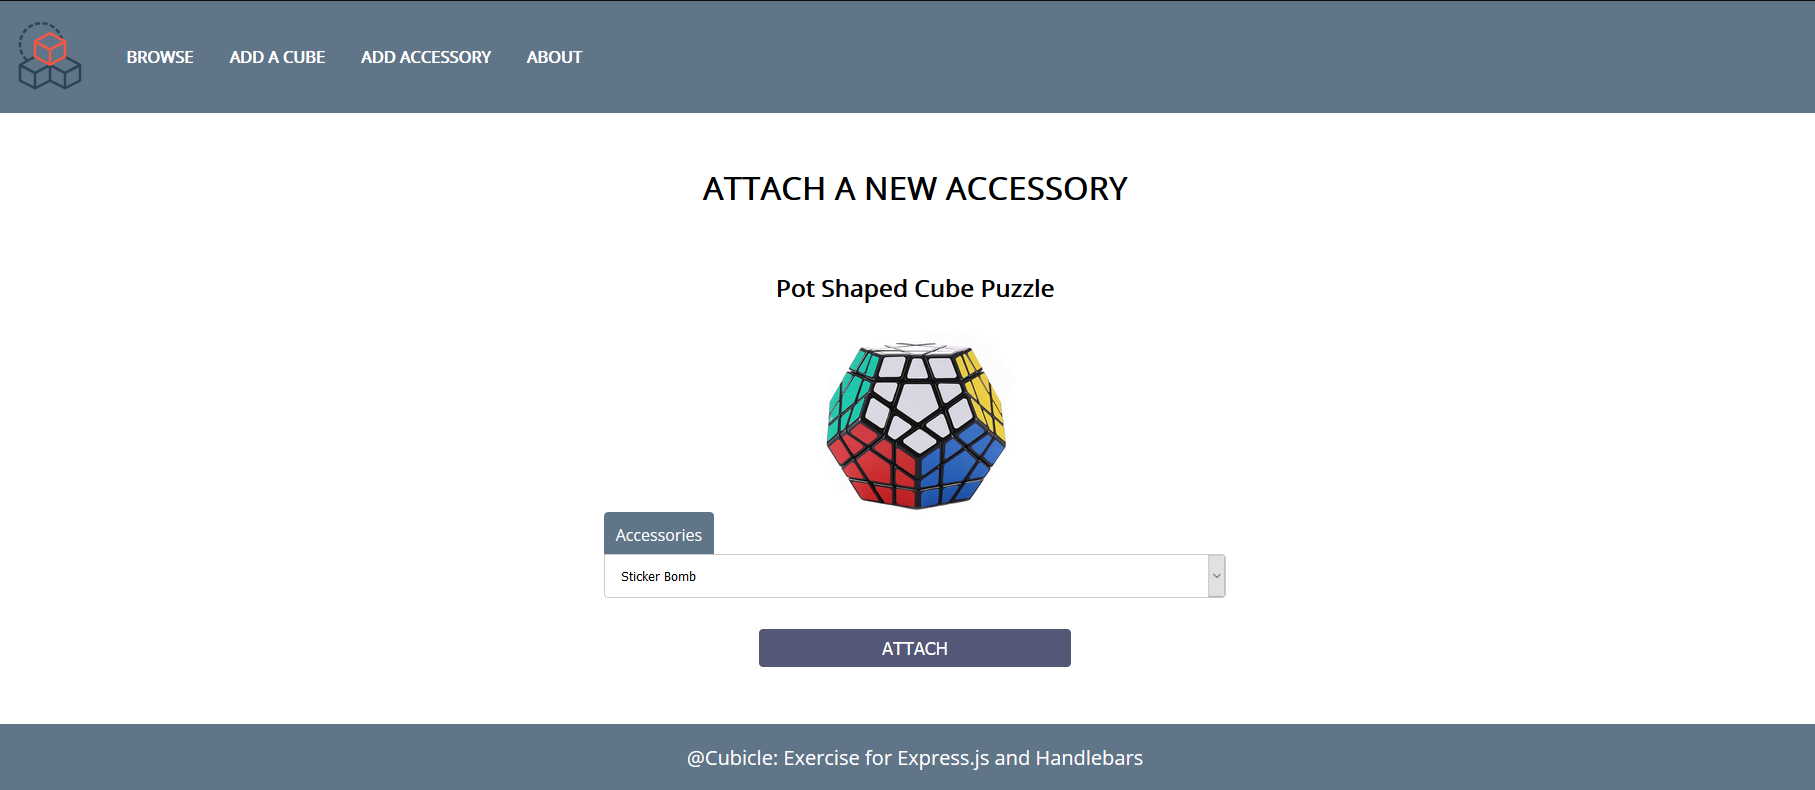 BROWSE ADD A CUBE ADD ACCESSORY ABOUT
ATTACH A NEW ACCESSORY
Pot Shaped Cube Puzzle
Accessories
Sticker Bomb
ATTACH
@Cubicle: Exercise for Express.js and Handlebars